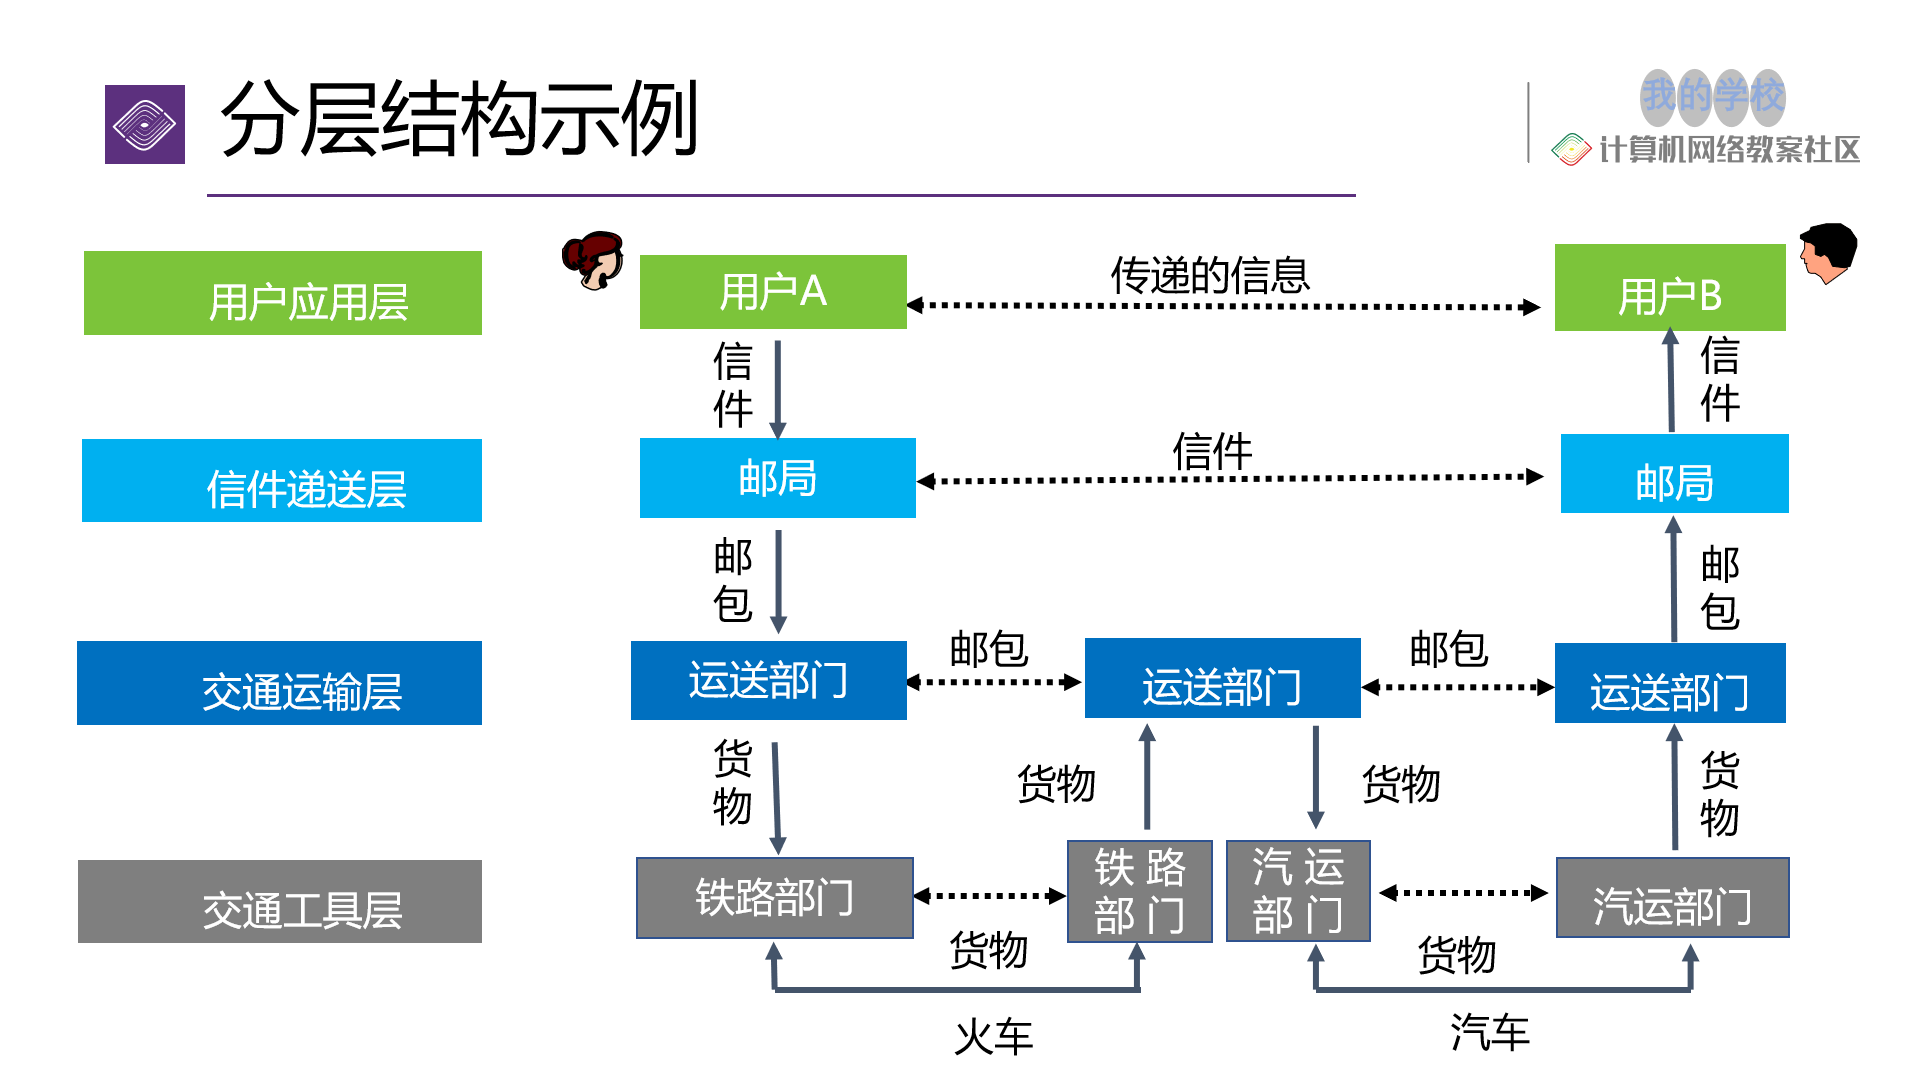 分层结构示例
我的学校
计算机网络教案社区
用户应用层
用户A
传递的信息
用户B
信
件
信
件
信件递送层
邮局
信件
邮局
邮
包
邮
包
交通运输层
运送部门
邮包
运送部门
邮包
运送部门
货
物
货物
货物
货
物
交通工具层
铁路部门
铁 路
部 门
汽 运
部 门
汽运部门
货物
货物
火车
汽车